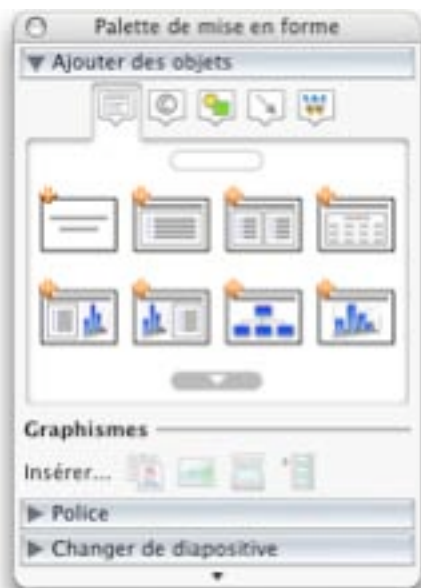 Palette de mise en forme
Ajouter des objets
Graphismes
Insérer...
Police
Changer de diapositive